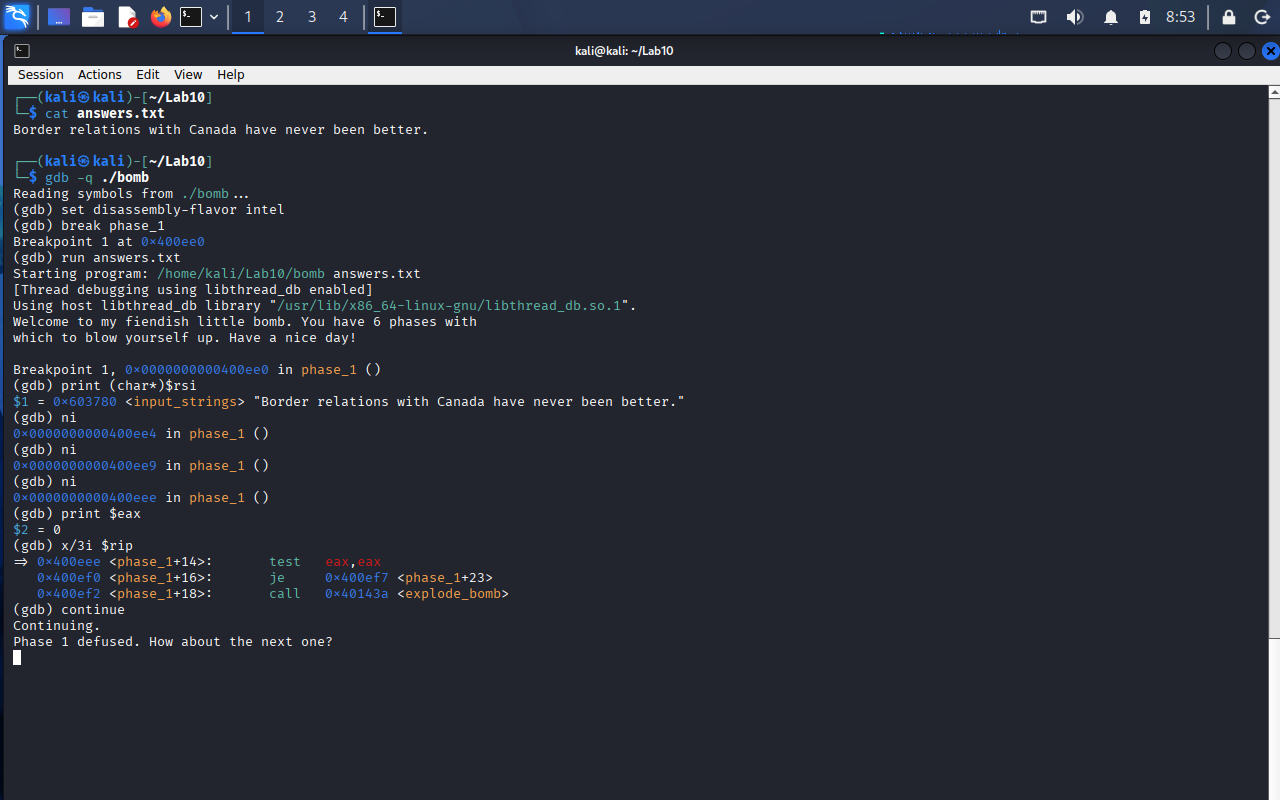 1 2 3 4 8:53
kali@kali: ~/Lab10
Session Actions Edit View Help
┌──(kali㉿kali)-[~/Lab10]
└─$ cat answers.txt
Border relations with Canada have never been better.
┌──(kali㉿kali)-[~/Lab10]
└─$ gdb -q ./bomb
Reading symbols from ./bomb...
(gdb) set disassembly-flavor intel
(gdb) break phase_1
Breakpoint 1 at 0x400ee0
(gdb) run answers.txt
Starting program: /home/kali/Lab10/bomb answers.txt
[Thread debugging using libthread_db enabled]
Using host libthread_db library "/usr/lib/x86_64-linux-gnu/libthread_db.so.1".
Welcome to my fiendish little bomb. You have 6 phases with
which to blow yourself up. Have a nice day!
Breakpoint 1, 0x0000000000400ee0 in phase_1 ()
(gdb) print (char*)$rsi
$1 = 0x603780 <input_strings> "Border relations with Canada have never been better."
(gdb) ni
0x0000000000400ee4 in phase_1 ()
(gdb) ni
0x0000000000400ee9 in phase_1 ()
(gdb) ni
0x0000000000400eee in phase_1 ()
(gdb) print $eax
$2 = 0
(gdb) x/3i $rip
=> 0x400eee <phase_1+14>: test eax,eax
0x400ef0 <phase_1+16>: je 0x400ef7 <phase_1+23>
0x400ef2 <phase_1+18>: call 0x40143a <explode_bomb>
(gdb) continue
Continuing.
Phase 1 defused. How about the next one?